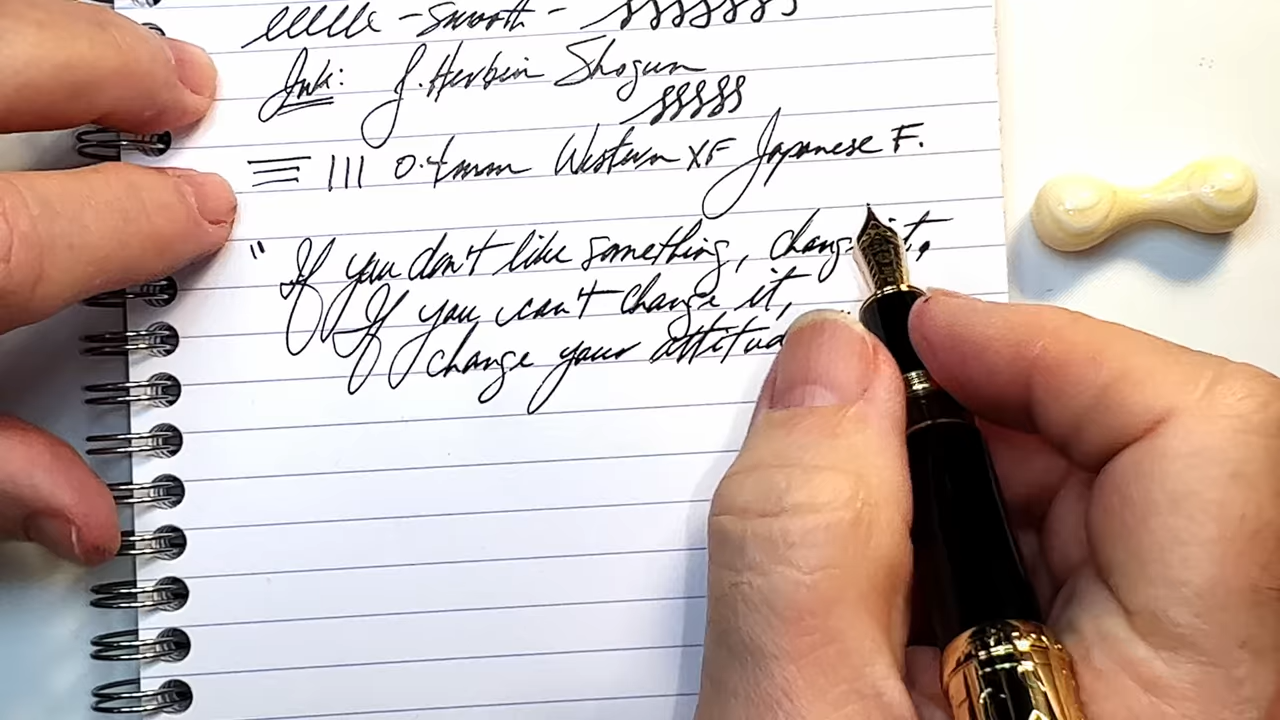 - Smooth -
Ink: J. Herbin Shogun
0.4mm Western XF Japanese F.
"If you don't like something, change it,
If you can't change it,
change your attitud